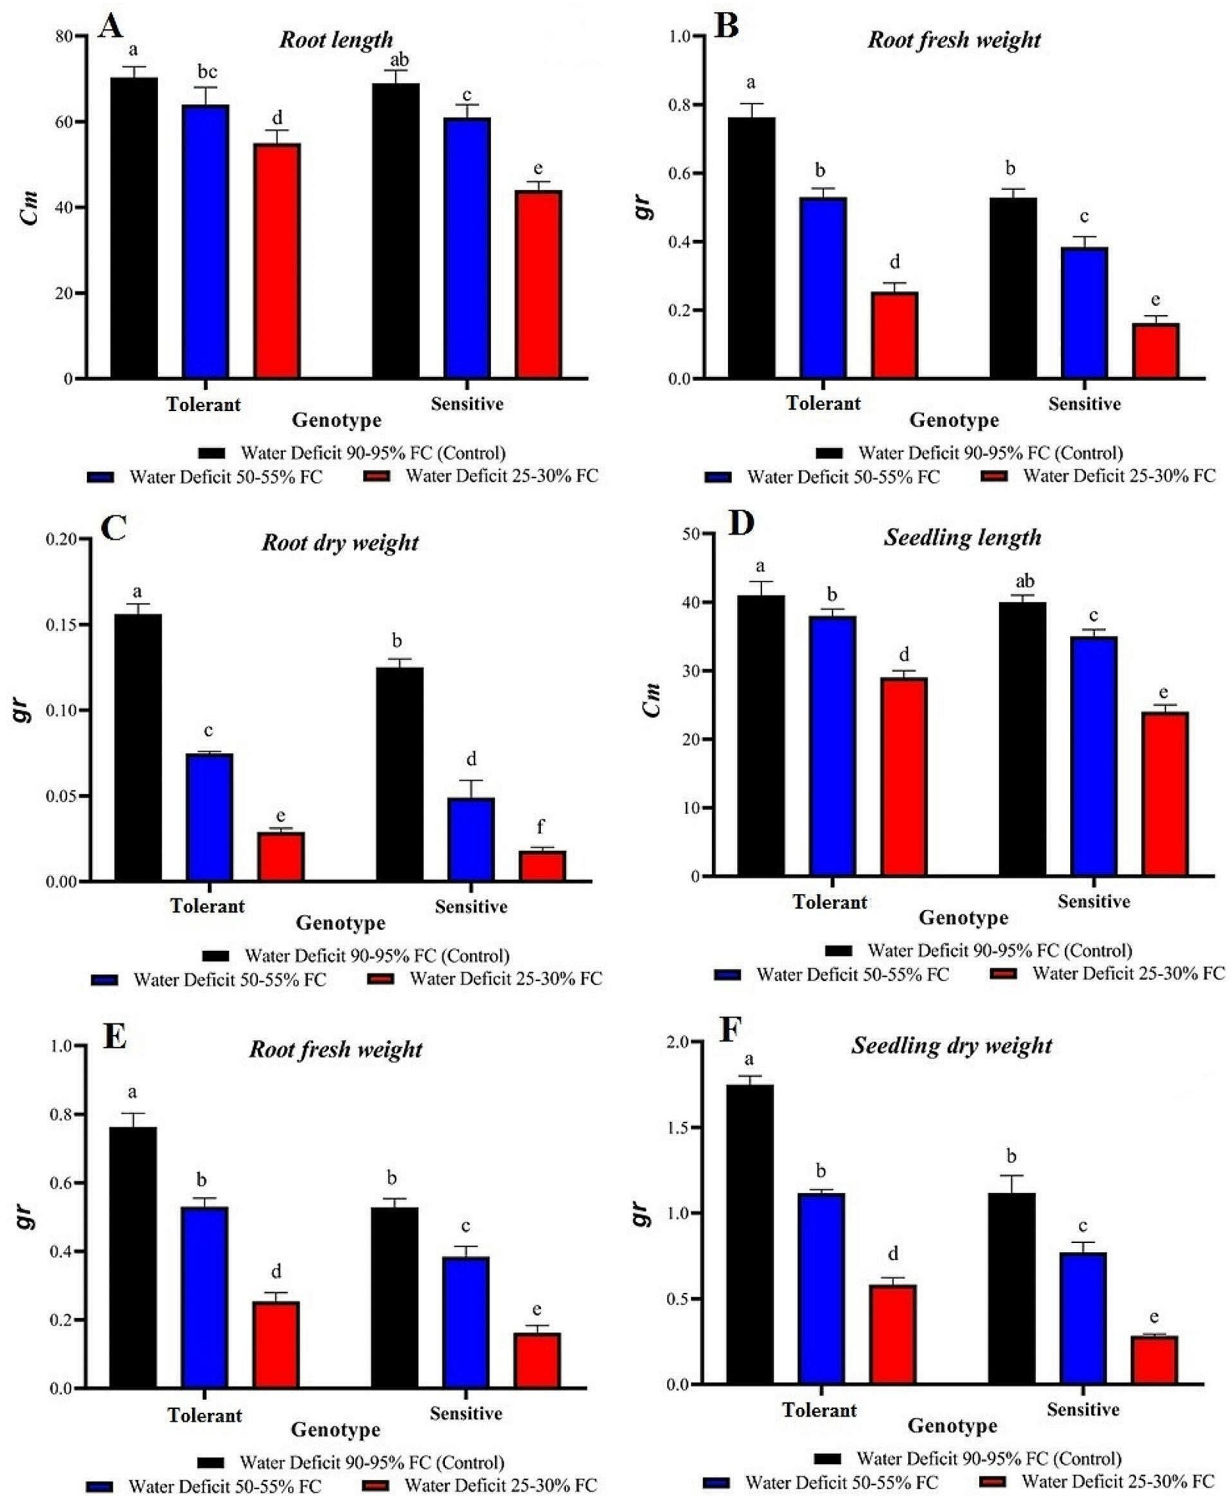 A
Root length
80
60
40
20
0
Cm
a
bc
d
ab
c
e
Tolerant
Sensitive
Genotype
Water Deficit 90-95% FC (Control)
Water Deficit 50-55% FC
Water Deficit 25-30% FC
B
Root fresh weight
1.0
0.8
0.6
0.4
0.2
0.0
gr
a
b
d
b
c
e
Tolerant
Sensitive
Genotype
Water Deficit 90-95% FC (Control)
Water Deficit 50-55% FC
Water Deficit 25-30% FC
C
Root dry weight
0.20
0.15
0.10
0.05
0.00
gr
a
c
e
b
d
f
Tolerant
Sensitive
Genotype
Water Deficit 90-95% FC (Control)
Water Deficit 50-55% FC
Water Deficit 25-30% FC
D
Seedling length
50
40
30
20
10
0
Cm
a
b
d
ab
c
e
Tolerant
Sensitive
Genotype
Water Deficit 90-95% FC (Control)
Water Deficit 50-55% FC
Water Deficit 25-30% FC
E
Root fresh weight
1.0
0.8
0.6
0.4
0.2
0.0
gr
a
b
d
b
c
e
Tolerant
Sensitive
Genotype
Water Deficit 90-95% FC (Control)
Water Deficit 50-55% FC
Water Deficit 25-30% FC
F
Seedling dry weight
2.0
1.5
1.0
0.5
0.0
gr
a
b
d
b
c
e
Tolerant
Sensitive
Genotype
Water Deficit 90-95% FC (Control)
Water Deficit 50-55% FC
Water Deficit 25-30% FC